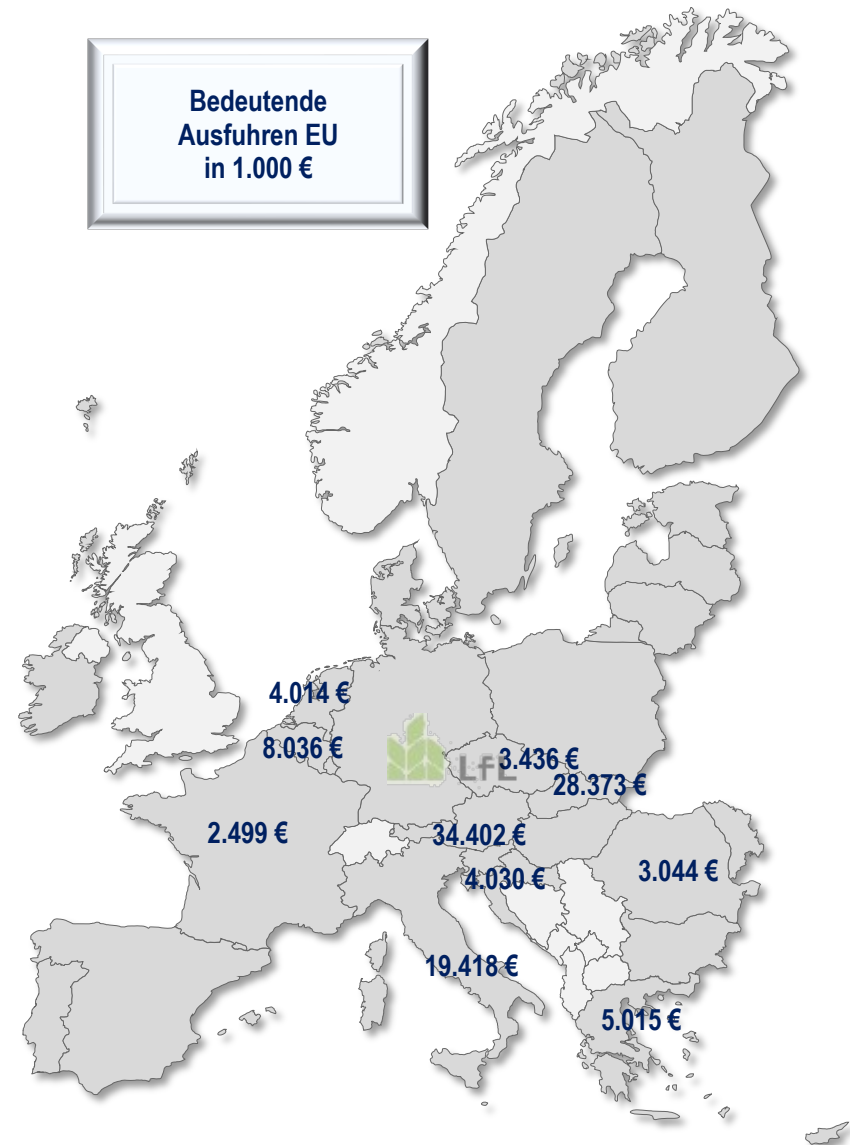 Bedeutende
Ausfuhren EU
in 1.000 €
4.014 €
8.036 €
3.436 €
LfL
28.373 €
2.499 €
34.402 €
3.044 €
4.030 €
19.418 €
5.015 €